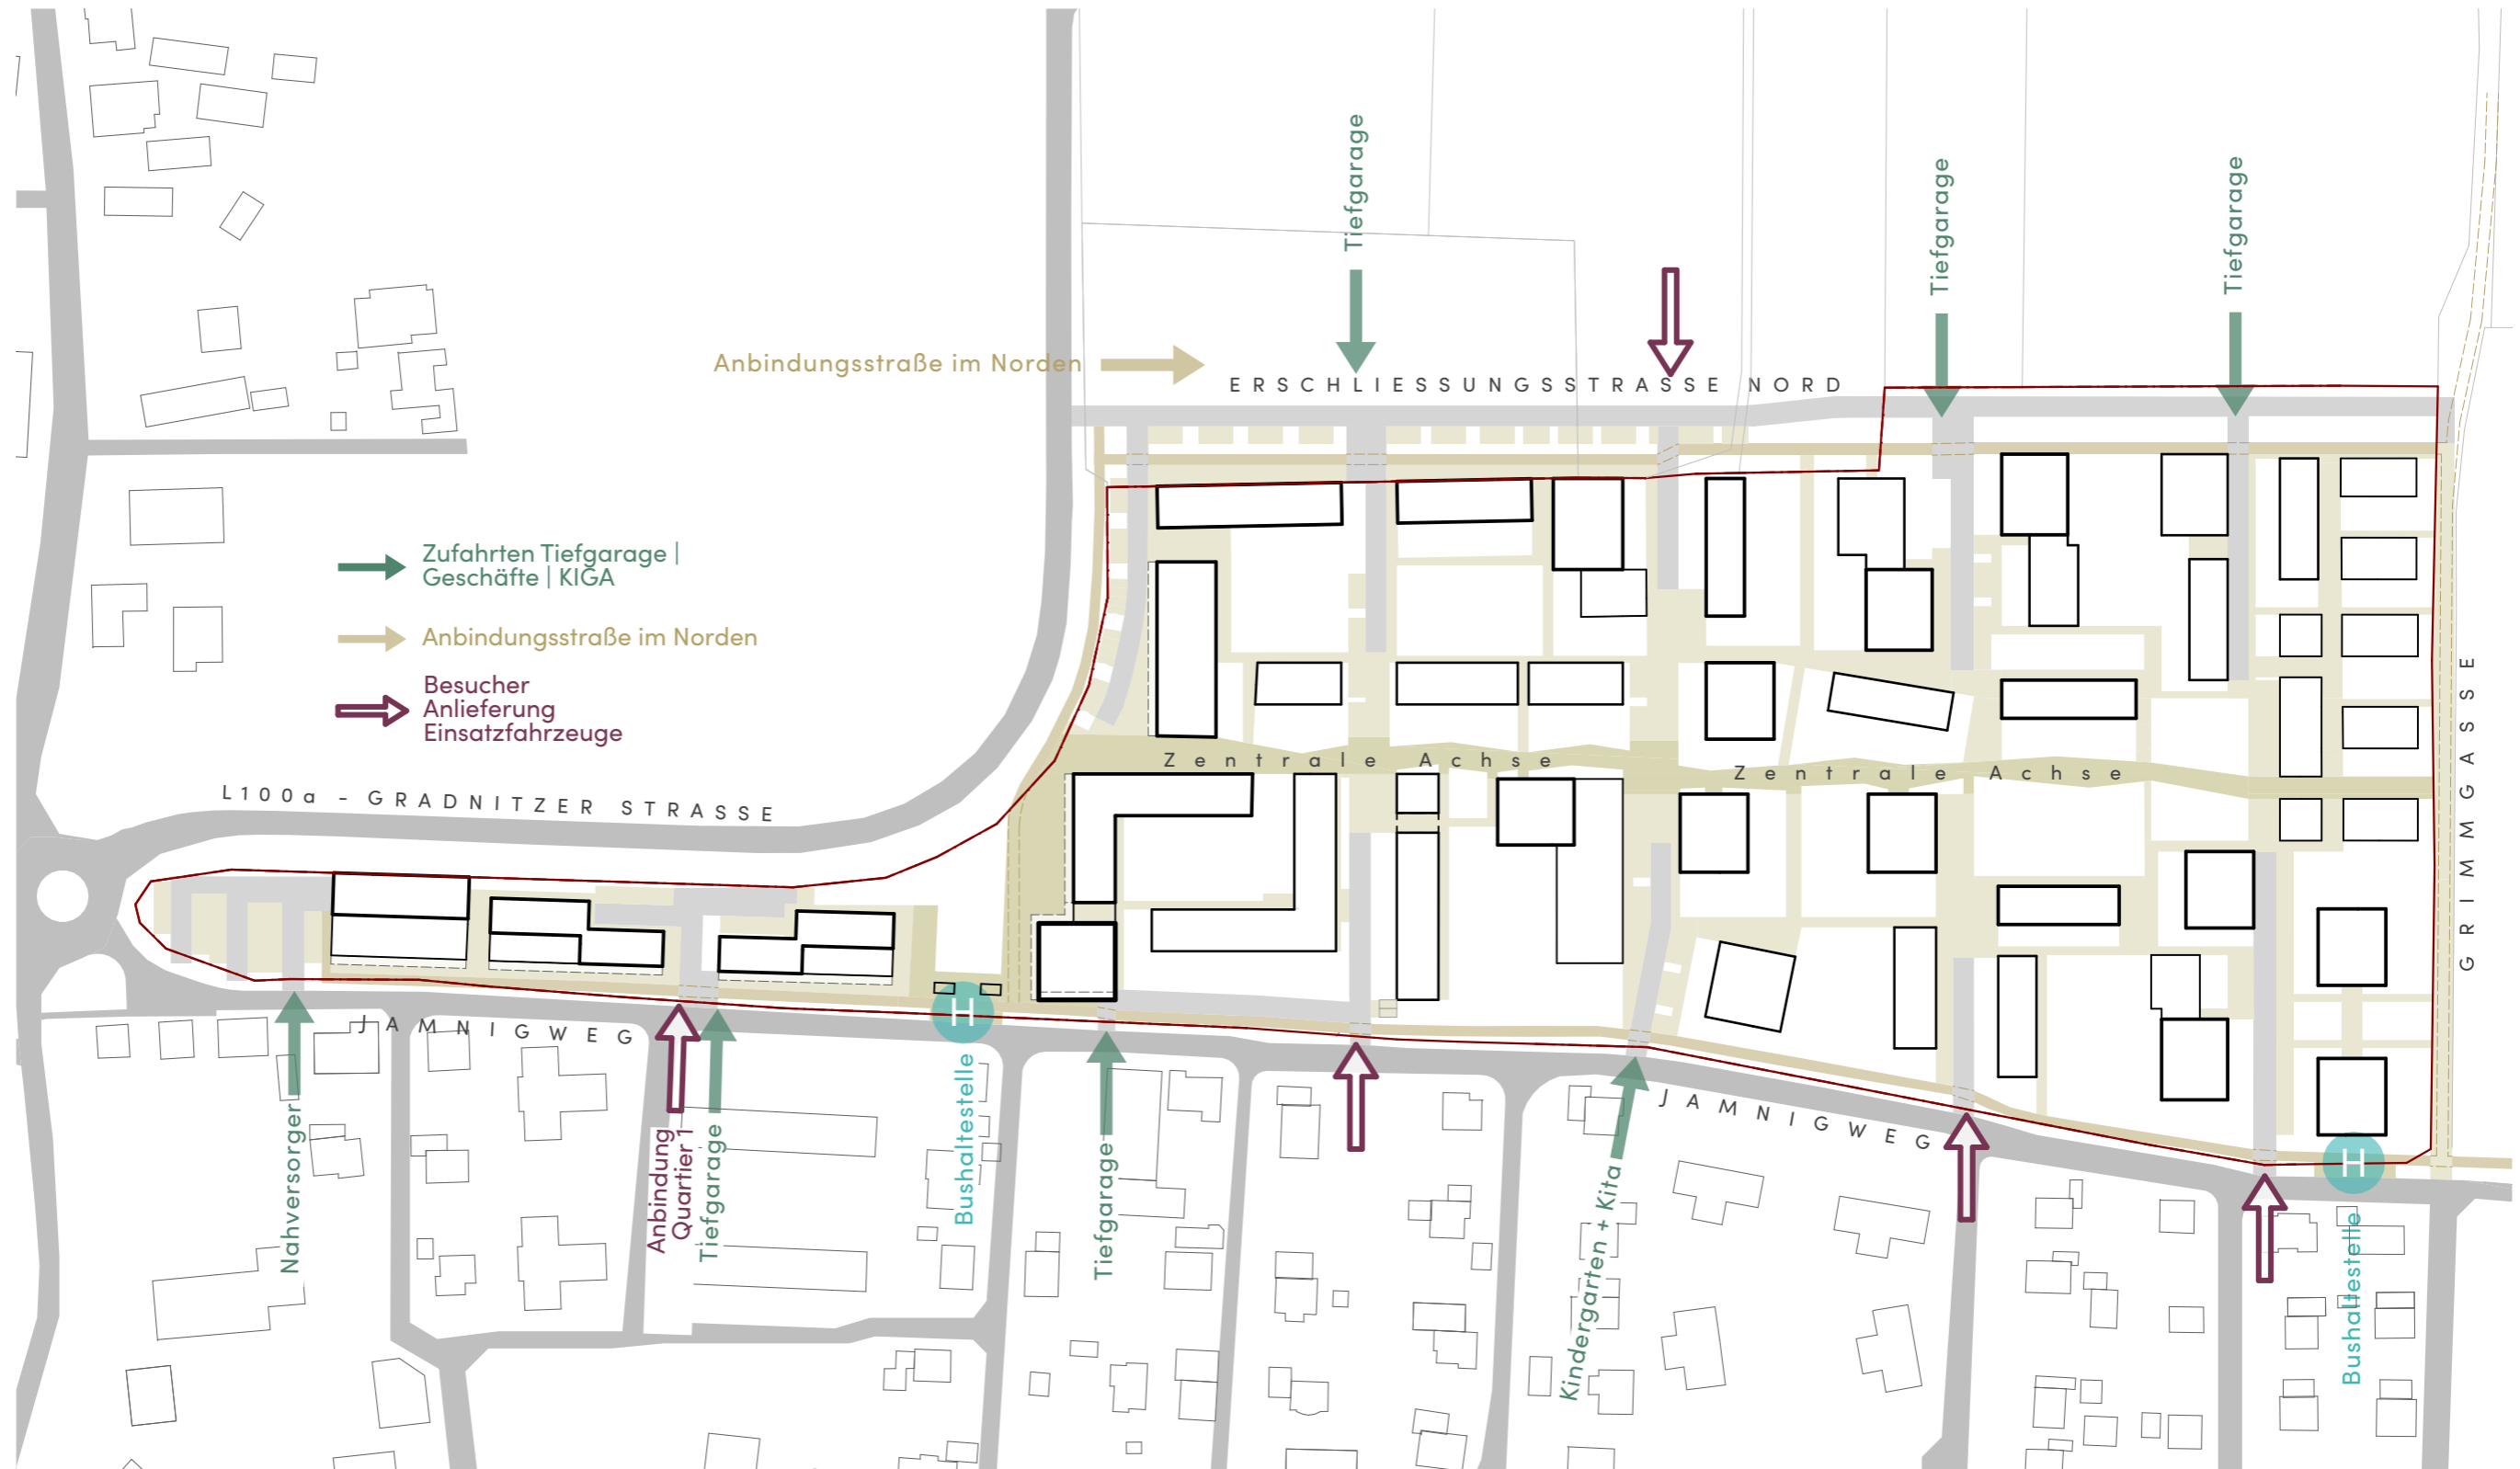 Tiefgarage
Tiefgarage
Tiefgarage
Anbindungsstraße im Norden
ERSCHLIESSUNGSSTRASSE NORD
Zufahrten Tiefgarage |
Geschäfte | KIGA
Anbindungsstraße im Norden
Besucher
Anlieferung
Einsatzfahrzeuge
L100a - GRADNITZER STRASSE
Zentrale Achse
Zentrale Achse
GRIMMGASSE
JAMNIGWEG
H
JAMNIGWEG
H
Nahversorger
Anbindung
Quartier 1
Tiefgarage
Bushaltestelle
Tiefgarage
Kindergarten + Kita
Bushaltestelle